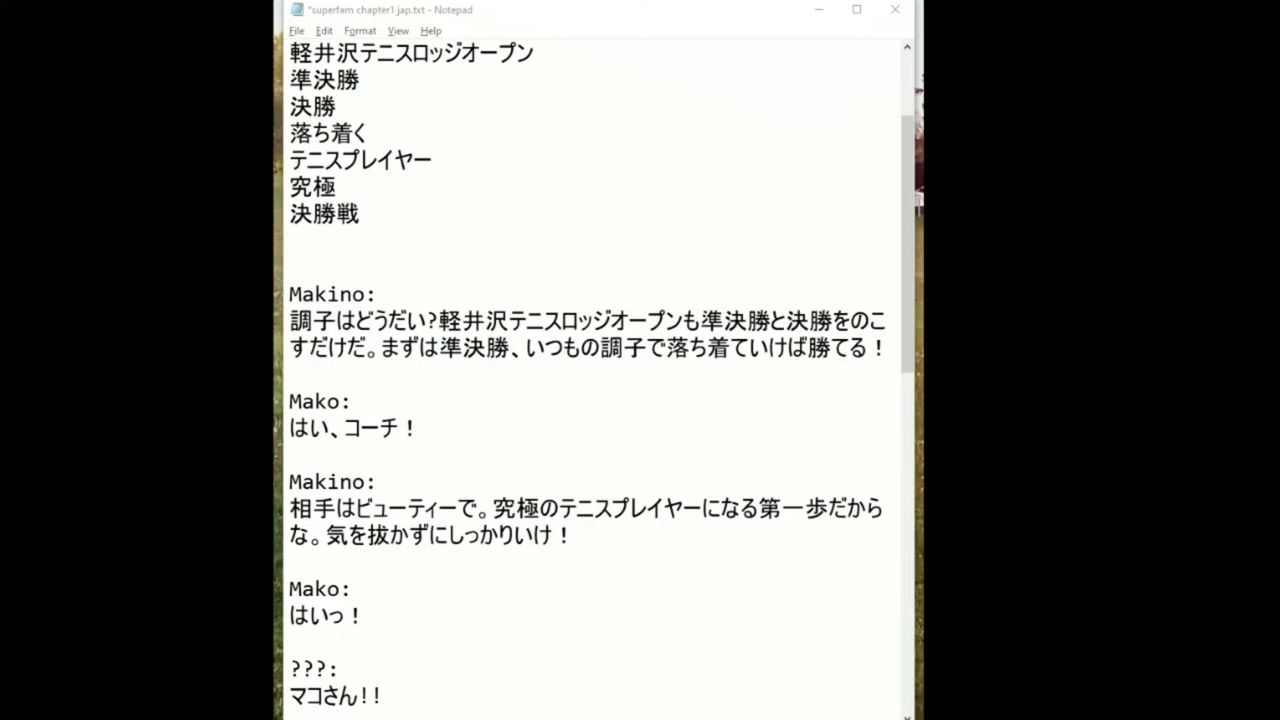 *superfam chapter1 jap.txt - Notepad
File Edit Format View Help
軽井沢テニスロッジオープン
準決勝
決勝
落ち着く
テニスプレイヤー
究極
決勝戦
Makino:
調子はどうだい?軽井沢テニスロッジオープンも準決勝と決勝をのこ
すだけだ。まずは準決勝、いつもの調子で落ち着ていけば勝てる！
Mako:
はい、コーチ！
Makino:
相手はビューティーで。究極のテニスプレイヤーになる第一歩だから
な。気を抜かずにしっかりいけ！
Mako:
はいっ！
???:
マコさん!!